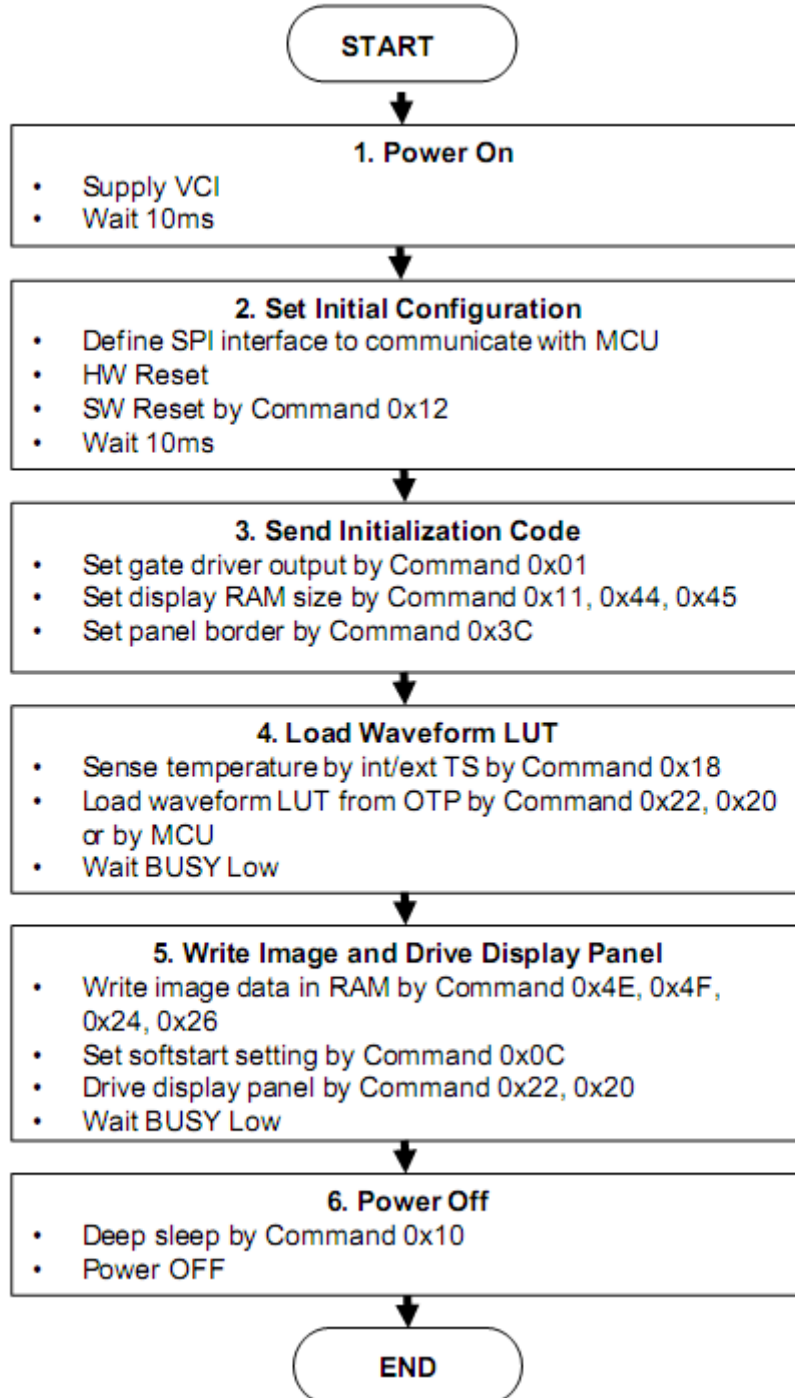 START
1. Power On
• Supply VCI
• Wait 10ms
2. Set Initial Configuration
• Define SPI interface to communicate with MCU
• HW Reset
• SW Reset by Command 0x12
• Wait 10ms
3. Send Initialization Code
• Set gate driver output by Command 0x01
• Set display RAM size by Command 0x11, 0x44, 0x45
• Set panel border by Command 0x3C
4. Load Waveform LUT
• Sense temperature by int/ext TS by Command 0x18
• Load waveform LUT from OTP by Command 0x22, 0x20
or by MCU
• Wait BUSY Low
5. Write Image and Drive Display Panel
• Write image data in RAM by Command 0x4E, 0x4F,
0x24, 0x26
• Set softstart setting by Command 0x0C
• Drive display panel by Command 0x22, 0x20
• Wait BUSY Low
6. Power Off
• Deep sleep by Command 0x10
• Power OFF
END